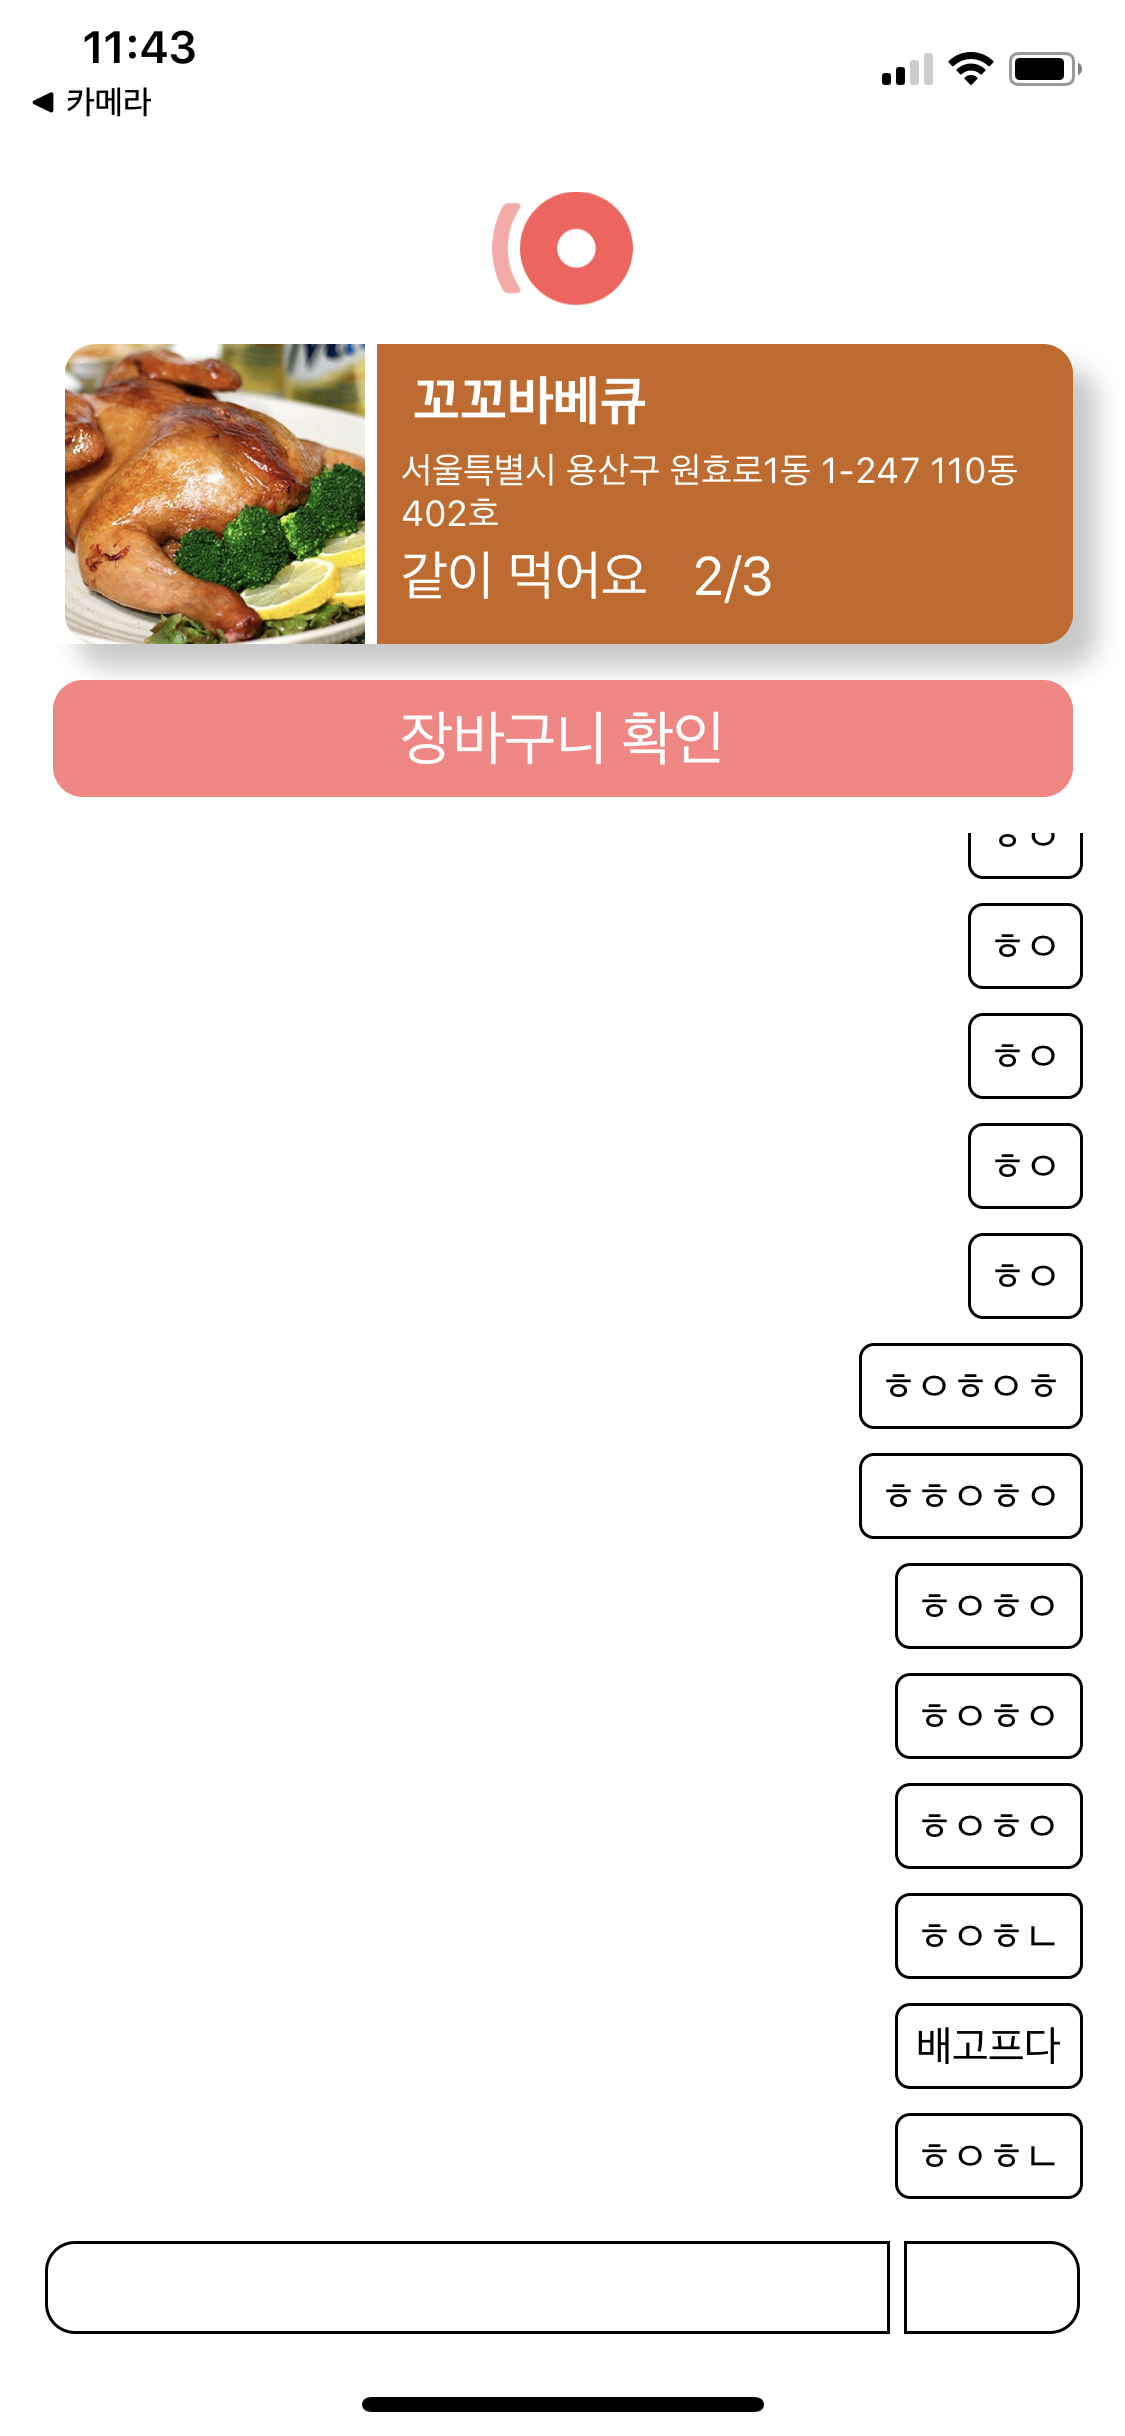 11:43
◀ 카메라
꼬꼬바베큐
서울특별시 용산구 원효로1동 1-247 110동
402호
같이 먹어요 2/3
장바구니 확인
ㅎㅇ
ㅎㅇ
ㅎㅇ
ㅎㅇ
ㅎㅇㅎㅇㅎ
ㅎㅎㅇㅎㅇ
ㅎㅇㅎㅇ
ㅎㅇㅎㅇ
ㅎㅇㅎㅇ
ㅎㅇㅎㄴ
배고프다
ㅎㅇㅎㄴ